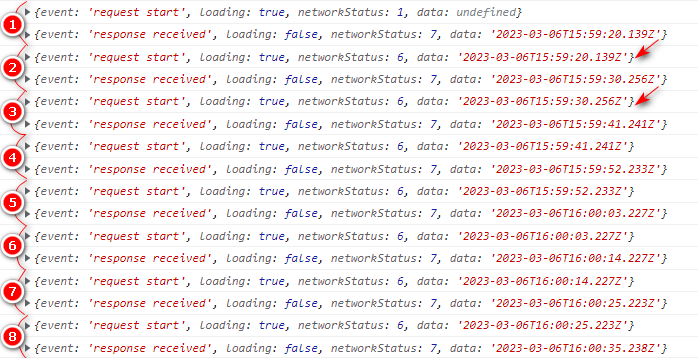 1 {event: 'request start', loading: true, networkStatus: 1, data: undefined}
{event: 'response received', loading: false, networkStatus: 7, data: '2023-03-06T15:59:20.139Z'}
2 {event: 'request start', loading: true, networkStatus: 6, data: '2023-03-06T15:59:20.139Z'}
{event: 'response received', loading: false, networkStatus: 7, data: '2023-03-06T15:59:30.256Z'}
3 {event: 'request start', loading: true, networkStatus: 6, data: '2023-03-06T15:59:30.256Z'}
{event: 'response received', loading: false, networkStatus: 7, data: '2023-03-06T15:59:41.241Z'}
4 {event: 'request start', loading: true, networkStatus: 6, data: '2023-03-06T15:59:41.241Z'}
{event: 'response received', loading: false, networkStatus: 7, data: '2023-03-06T15:59:52.233Z'}
5 {event: 'request start', loading: true, networkStatus: 6, data: '2023-03-06T15:59:52.233Z'}
{event: 'response received', loading: false, networkStatus: 7, data: '2023-03-06T16:00:03.227Z'}
6 {event: 'request start', loading: true, networkStatus: 6, data: '2023-03-06T16:00:03.227Z'}
{event: 'response received', loading: false, networkStatus: 7, data: '2023-03-06T16:00:14.227Z'}
7 {event: 'request start', loading: true, networkStatus: 6, data: '2023-03-06T16:00:14.227Z'}
{event: 'response received', loading: false, networkStatus: 7, data: '2023-03-06T16:00:25.223Z'}
8 {event: 'request start', loading: true, networkStatus: 6, data: '2023-03-06T16:00:25.223Z'}
{event: 'response received', loading: false, networkStatus: 7, data: '2023-03-06T16:00:35.238Z'}